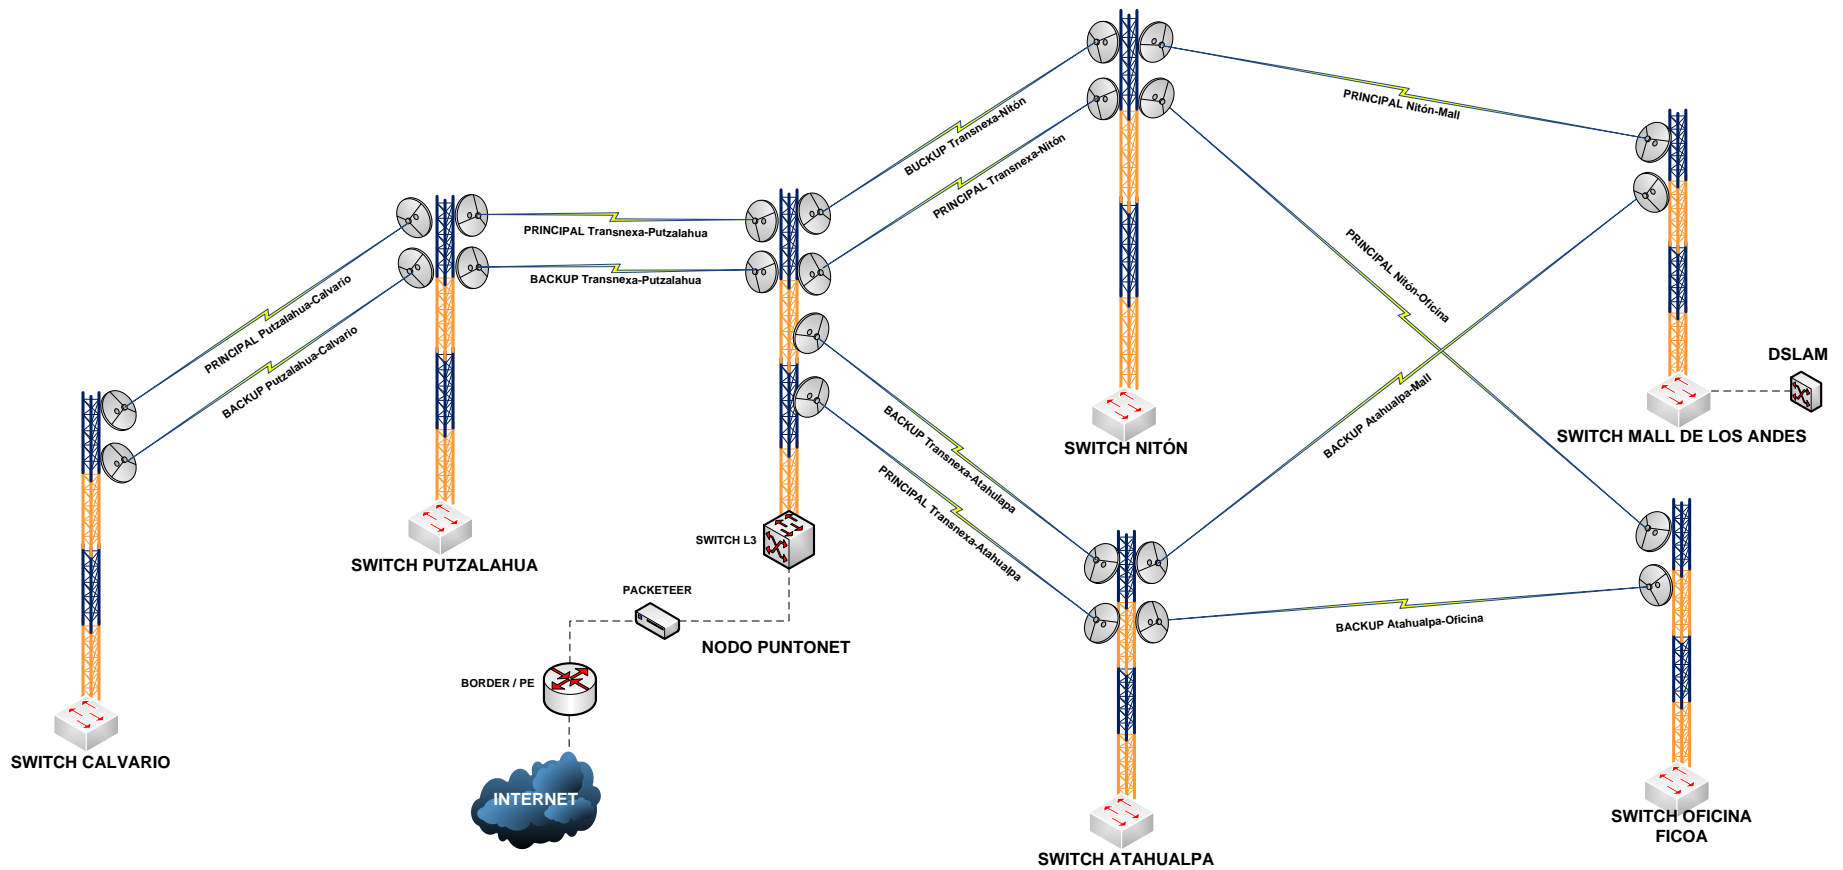 BUCKUP Transnexa-Nitón
PRINCIPAL Transnexa-Nitón
PRINCIPAL Nitón-Mall
PRINCIPAL Transnexa-Putzalahua
BACKUP Transnexa-Putzalahua
PRINCIPAL Putzalahua-Calvario
BACKUP Putzalahua-Calvario
PRINCIPAL Nitón-Oficina
BACKUP Atahualpa-Mall
DSLAM
SWITCH MALL DE LOS ANDES
SWITCH NITÓN
BACKUP Transnexa-Atahulapa
PRINCIPAL Transnexa-Atahualpa
SWITCH L3
SWITCH PUTZALAHUA
PACKETEER
NODO PUNTONET
BACKUP Atahualpa-Oficina
BORDER / PE
SWITCH CALVARIO
INTERNET
SWITCH OFICINA
FICOA
SWITCH ATAHUALPA